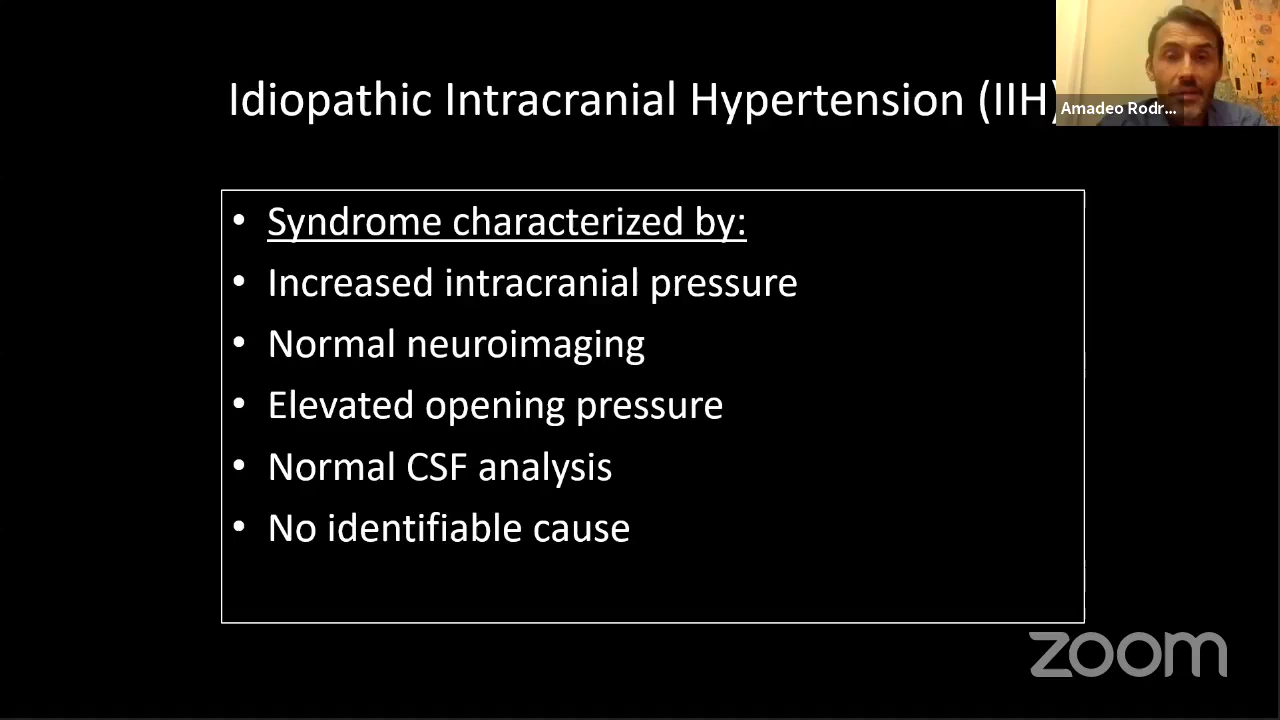 Idiopathic Intracranial Hypertension (IIH)
Amadeo Rodr...
• Syndrome characterized by:
• Increased intracranial pressure
• Normal neuroimaging
• Elevated opening pressure
• Normal CSF analysis
• No identifiable cause
zoom